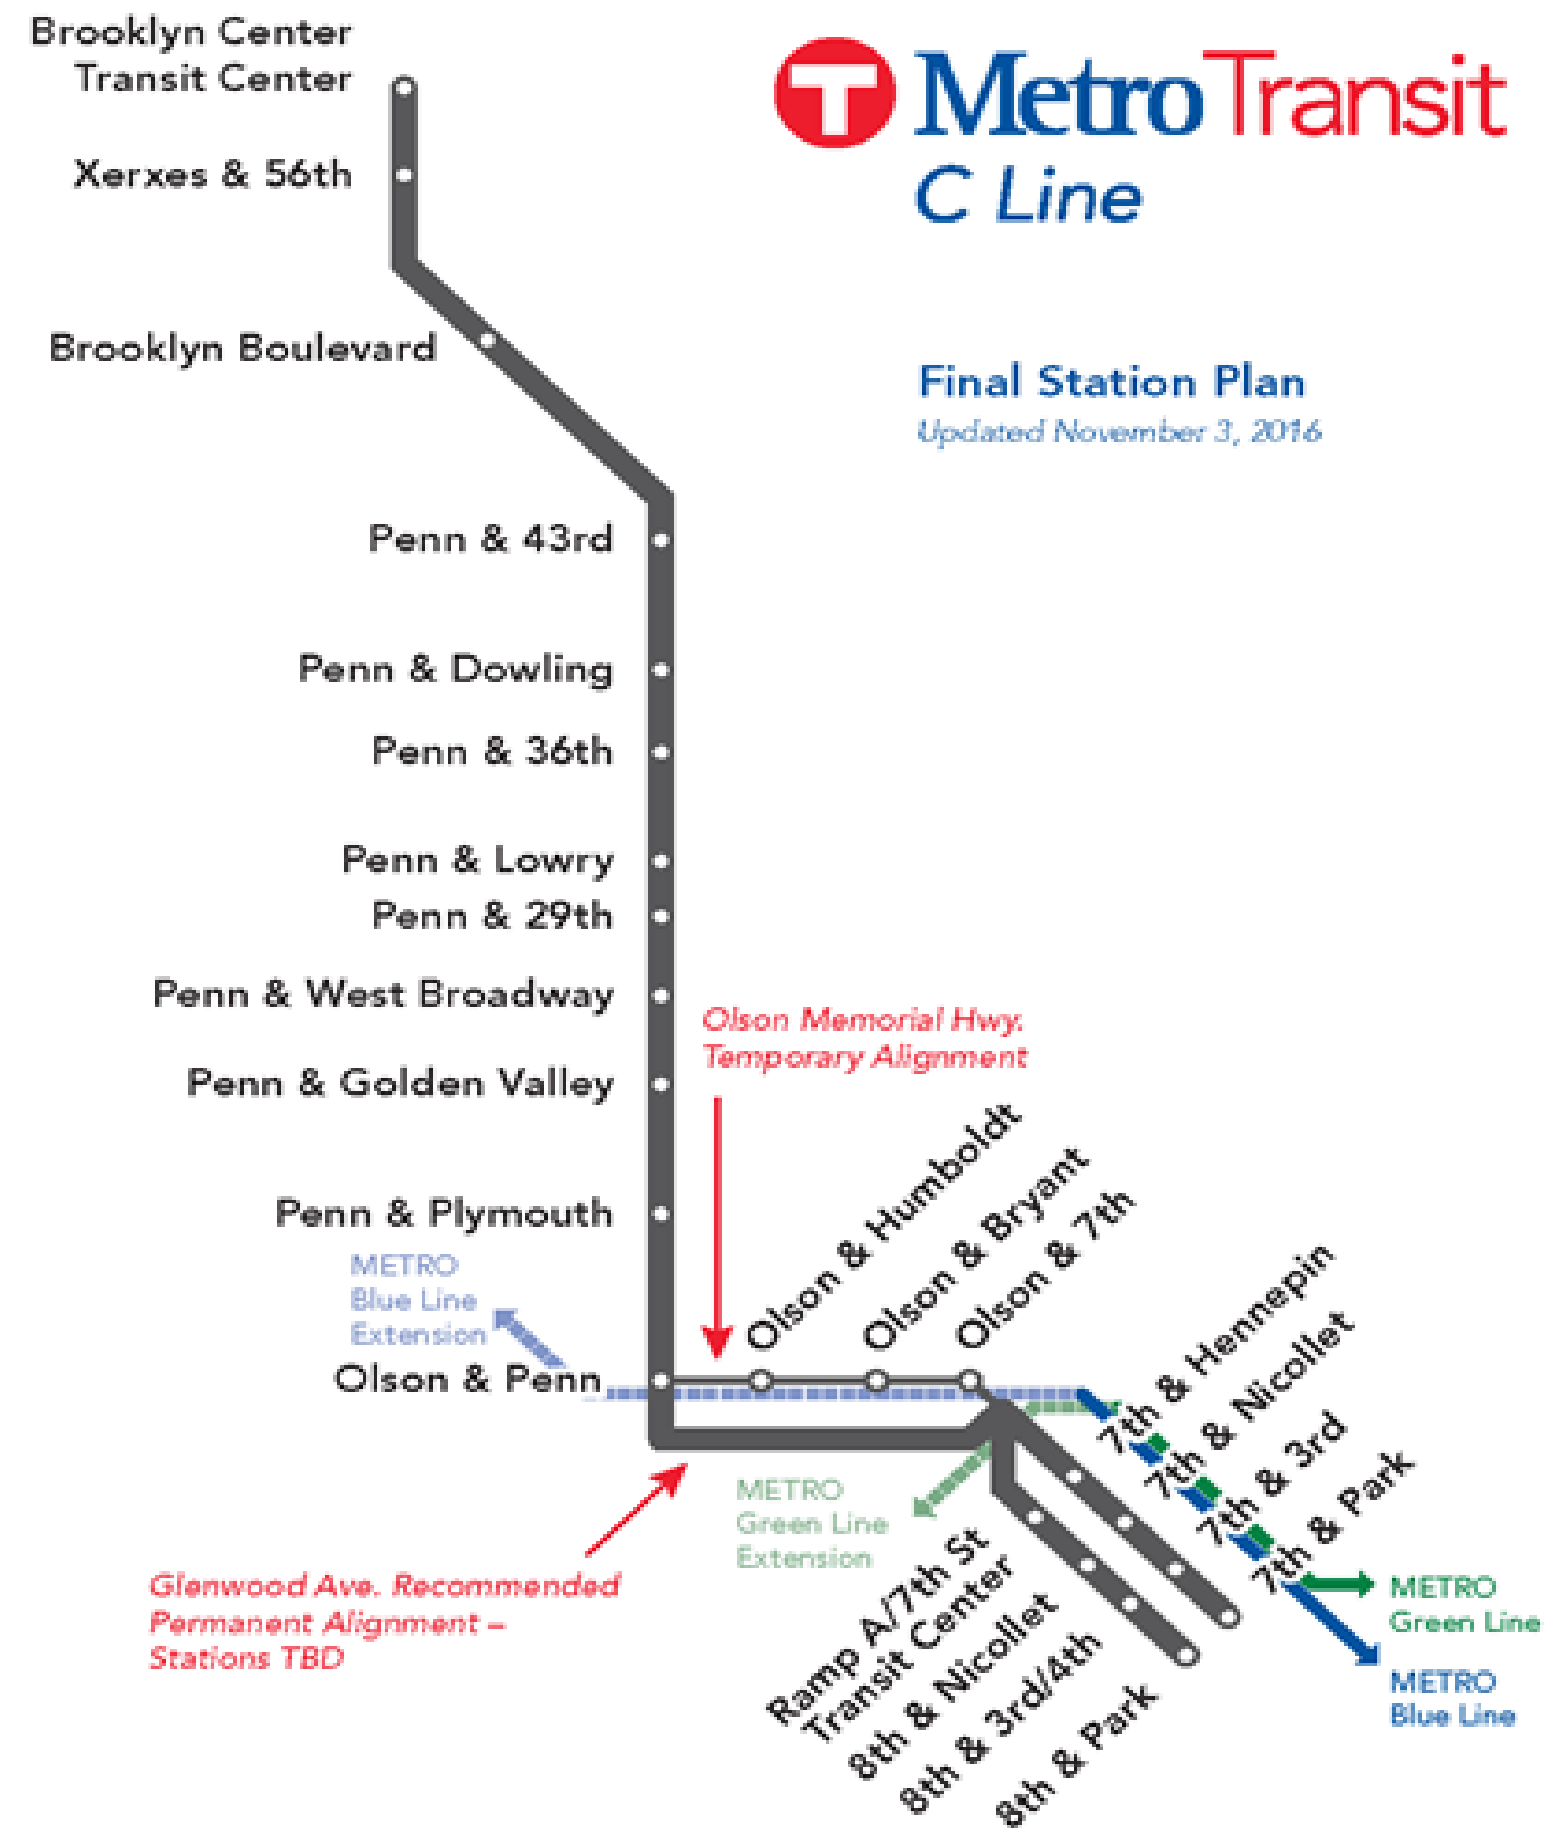 Brooklyn Center
Transit Center
Xerxes & 56th
Brooklyn Boulevard
T MetroTransit
C Line
Final Station Plan
Updated November 3, 2016
Penn & 43rd
Penn & Dowling
Penn & 36th
Penn & Lowry
Penn & 29th
Penn & West Broadway
Penn & Golden Valley
Penn & Plymouth
Olson Memorial Hwy.
Temporary Alignment
METRO
Blue Line
Extension
Olson & Penn
Olson & Humboldt
Olson & Bryant
Olson & 7th
7th & Hennepin
7th & Nicollet
7th & 3rd
7th & Park
METRO
Green Line
Extension
Glenwood Ave. Recommended
Permanent Alignment –
Stations TBD
Ramp A/7th St
Transit Center
8th & Nicollet
8th & 3rd/4th
8th & Park
METRO
Green Line
METRO
Blue Line